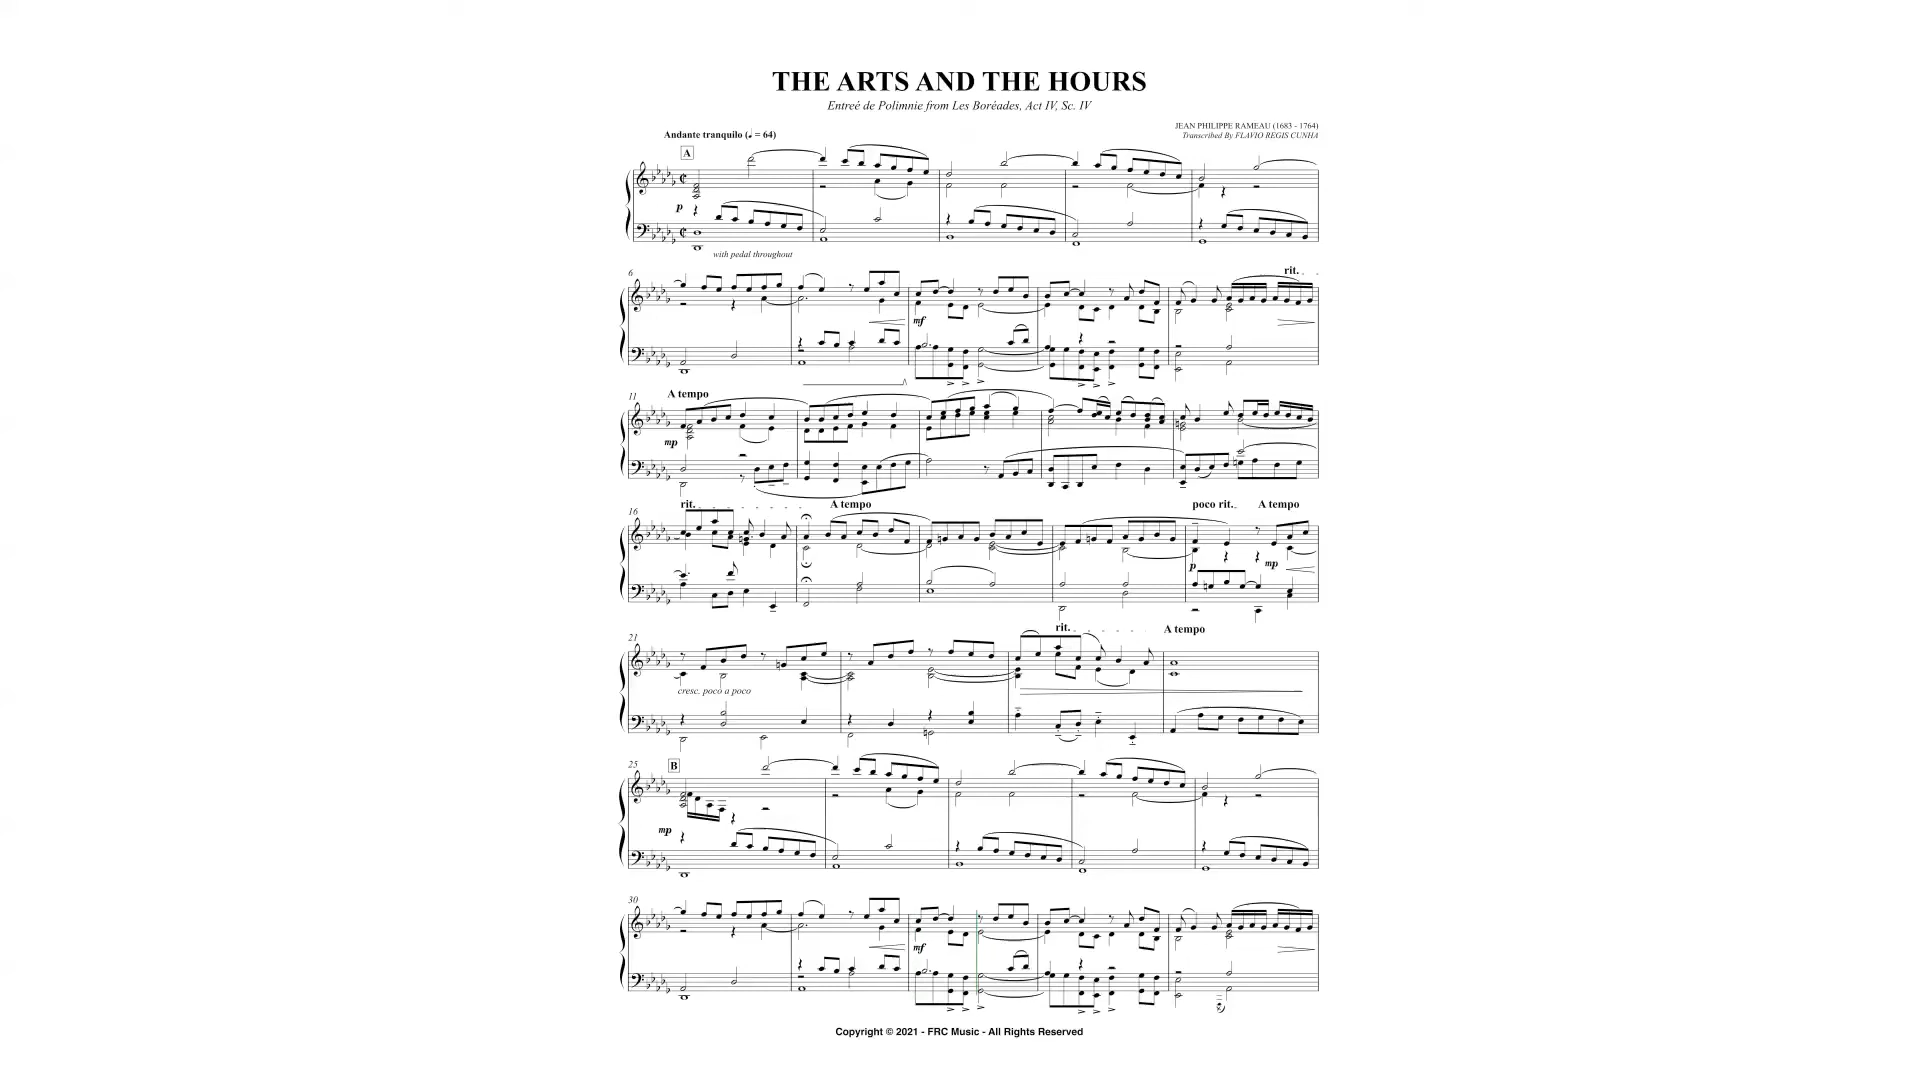 THE ARTS AND THE HOURS
Entreé de Polimnie from Les Boréades, Act IV, Sc. IV
JEAN PHILIPPE RAMEAU (1683 - 1764)
Transcribed By FLAVIO REGIS CUNHA
Andante tranquilo (♩ = 64)
A
p
with pedal throughout
6
rit.
mf
11
A tempo
mp
16
rit. A tempo poco rit. A tempo
p mp
21
rit. A tempo
cresc. poco a poco
25
B
mp
30
mf
Copyright © 2021 - FRC Music - All Rights Reserved